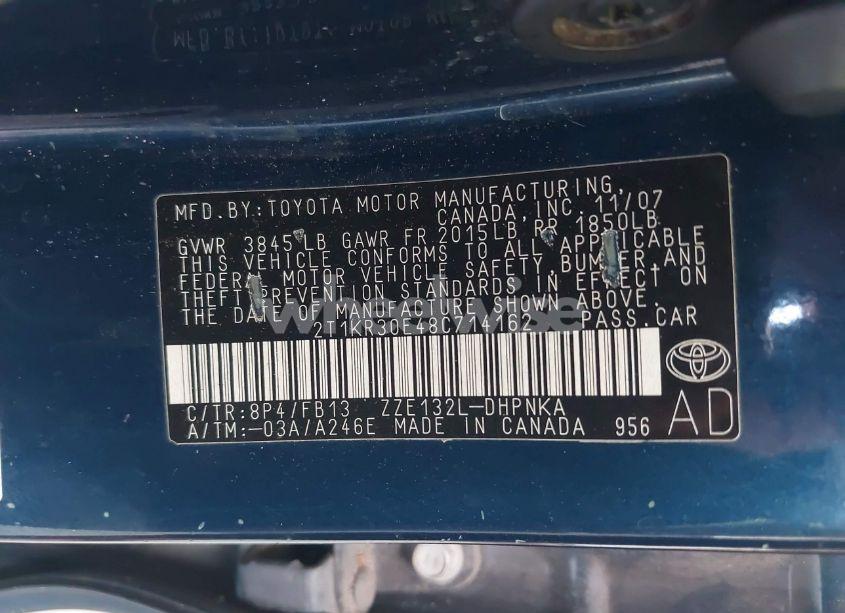 MFD.BY:TOYOTA MOTOR MANUFACTURING,
CANADA,INC. 11/07
GVWR 3845 LB GAWR FR 2015LB RR 1850LB
THIS VEHICLE CONFORMS TO ALL APPLICABLE
FEDERAL MOTOR VEHICLE SAFETY,BUMPER AND
THEFT PREVENTION STANDARDS IN EFFECT ON
THE DATE OF MANUFACTURE SHOWN ABOVE.
PASS.CAR
wheelwise
C/TR:8P4/FB13 ZZE132L-DHPNKA
A/TM:-03A/A246E MADE IN CANADA 956
AD